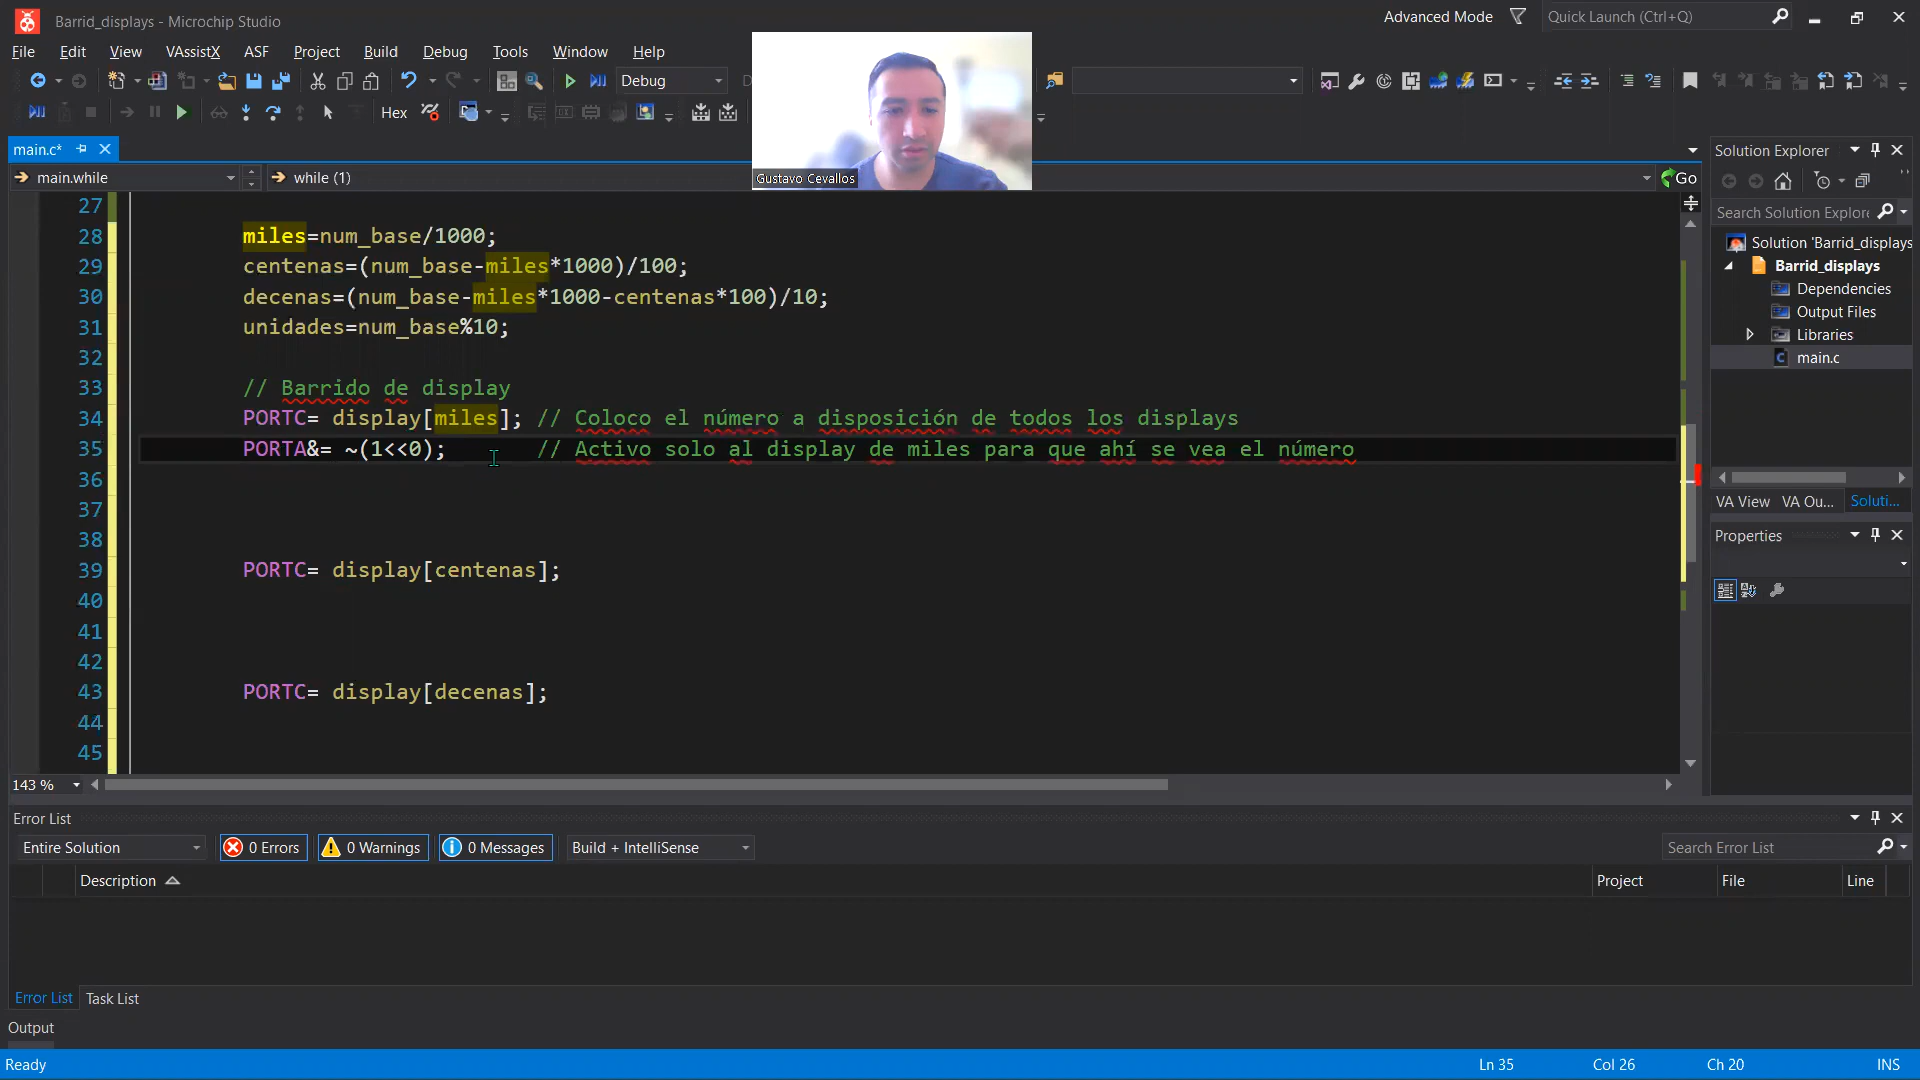 Barrid_displays - Microchip Studio
Advanced Mode
Quick Launch (Ctrl+Q)
File Edit View VAssistX ASF Project Build Debug Tools Window Help
Debug
Hex
main.c*
main.while
while (1)
Go
Gustavo Cevallos
27
28 miles=num_base/1000;
29 centenas=(num_base-miles*1000)/100;
30 decenas=(num_base-miles*1000-centenas*100)/10;
31 unidades=num_base%10;
32
33 // Barrido de display
34 PORTC= display[miles]; // Coloco el número a disposición de todos los displays
35 PORTA&= ~(1<<0); // Activo solo al display de miles para que ahí se vea el número
36
37
38
39 PORTC= display[centenas];
40
41
42
43 PORTC= display[decenas];
44
45
143 %
Solution Explorer
Search Solution Explore
Solution 'Barrid_displays
Barrid_displays
Dependencies
Output Files
Libraries
main.c
VA View VA Ou... Soluti...
Properties
Error List
Entire Solution
0 Errors
0 Warnings
0 Messages
Build + IntelliSense
Search Error List
Description
Project
File
Line
Error List Task List
Output
Ready
Ln 35
Col 26
Ch 20
INS